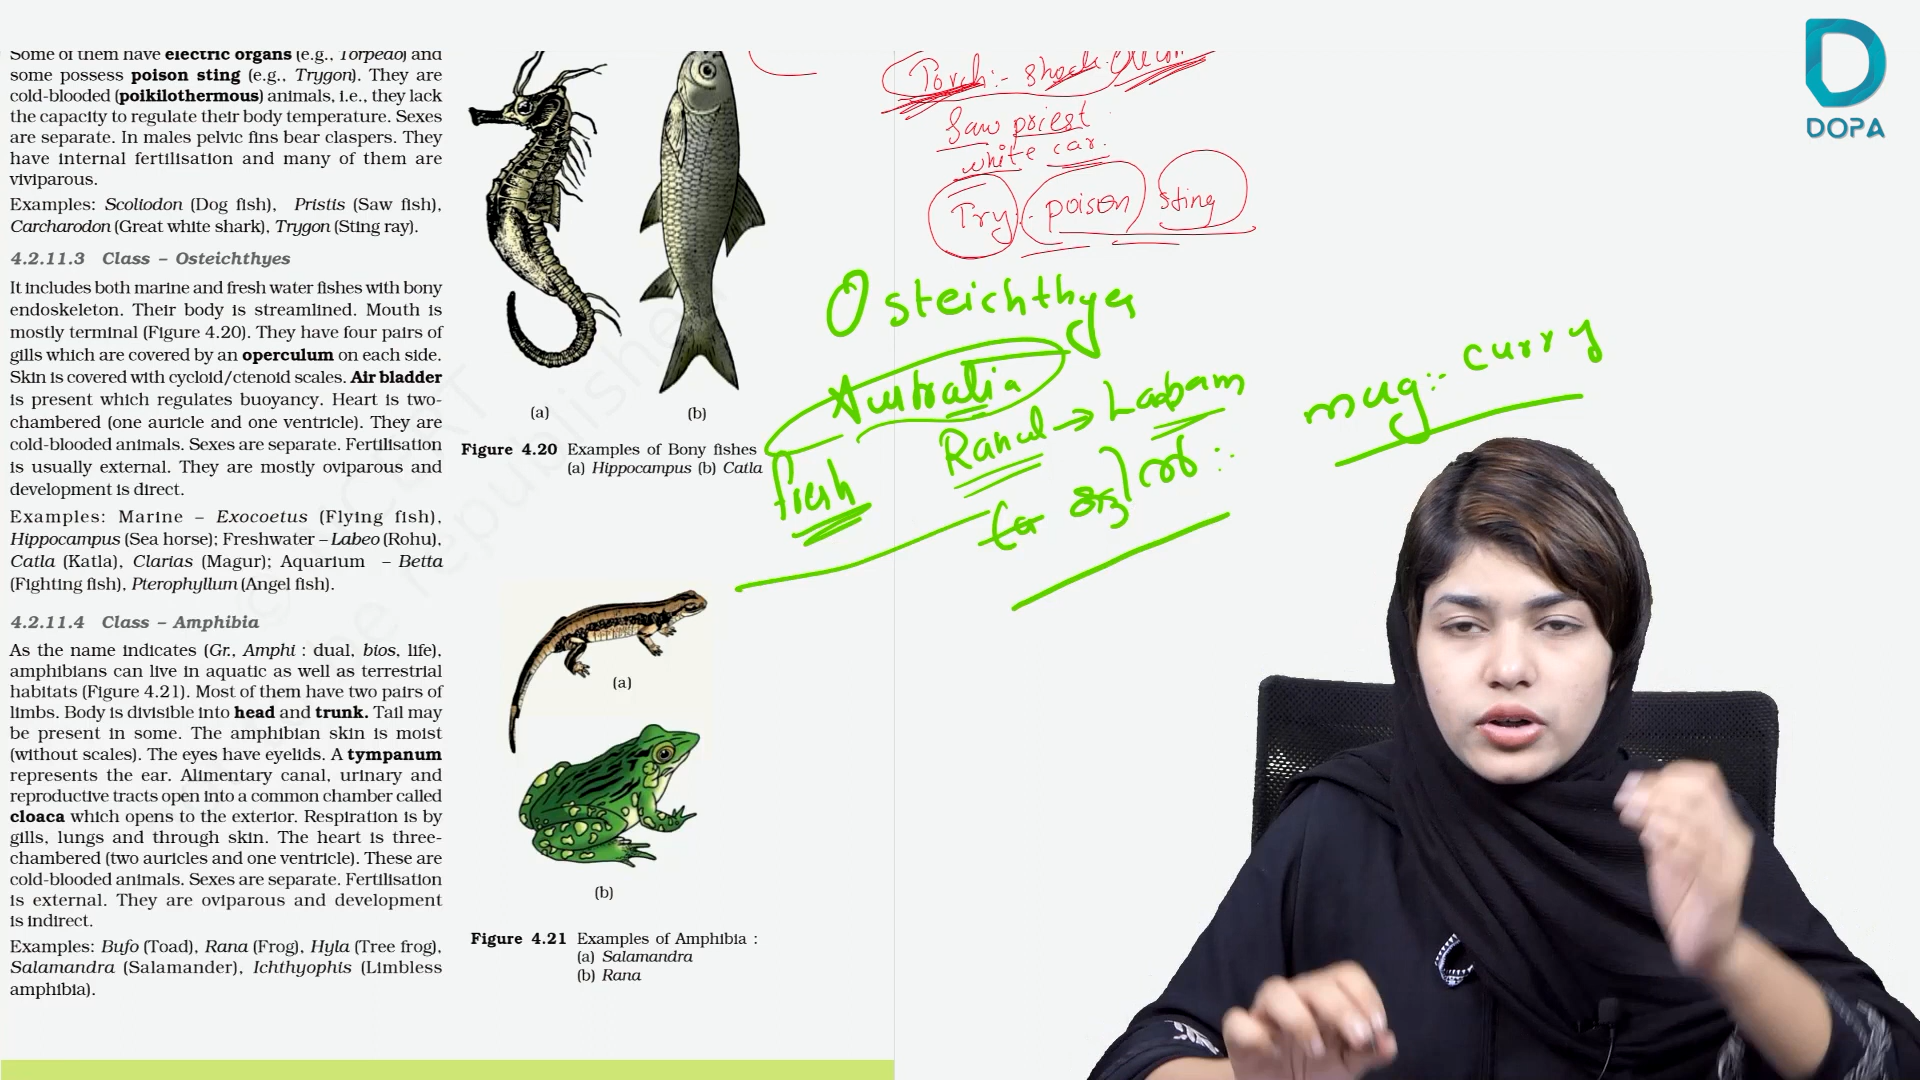 Some of them have electric organs (e.g., Torpedo) and
some possess poison sting (e.g., Trygon). They are
cold-blooded (poikilothermous) animals, i.e., they lack
the capacity to regulate their body temperature. Sexes
are separate. In males pelvic fins bear claspers. They
have internal fertilisation and many of them are
viviparous.
Examples: Scoliodon (Dog fish), Pristis (Saw fish),
Carcharodon (Great white shark), Trygon (Sting ray).
4.2.11.3 Class – Osteichthyes
It includes both marine and fresh water fishes with bony
endoskeleton. Their body is streamlined. Mouth is
mostly terminal (Figure 4.20). They have four pairs of
gills which are covered by an operculum on each side.
Skin is covered with cycloid/ctenoid scales. Air bladder
is present which regulates buoyancy. Heart is two-
chambered (one auricle and one ventricle). They are
cold-blooded animals. Sexes are separate. Fertilisation
is usually external. They are mostly oviparous and
development is direct.
Examples: Marine – Exocoetus (Flying fish),
Hippocampus (Sea horse); Freshwater – Labeo (Rohu),
Catla (Katla), Clarias (Magur); Aquarium – Betta
(Fighting fish), Pterophyllum (Angel fish).
4.2.11.4 Class – Amphibia
As the name indicates (Gr., Amphi : dual, bios, life),
amphibians can live in aquatic as well as terrestrial
habitats (Figure 4.21). Most of them have two pairs of
limbs. Body is divisible into head and trunk. Tail may
be present in some. The amphibian skin is moist
(without scales). The eyes have eyelids. A tympanum
represents the ear. Alimentary canal, urinary and
reproductive tracts open into a common chamber called
cloaca which opens to the exterior. Respiration is by
gills, lungs and through skin. The heart is three-
chambered (two auricles and one ventricle). These are
cold-blooded animals. Sexes are separate. Fertilisation
is external. They are oviparous and development
is indirect.
Examples: Bufo (Toad), Rana (Frog), Hyla (Tree frog),
Salamandra (Salamander), Ichthyophis (Limbless
amphibia).
(a) (b)
Figure 4.20 Examples of Bony fishes
(a) Hippocampus (b) Catla
(a)
(b)
Figure 4.21 Examples of Amphibia :
(a) Salamandra
(b) Rana
shock
Saw priest
white car.
Try poison sting
Osteichthyes
Australia
fresh
mug:- curry
DOPA